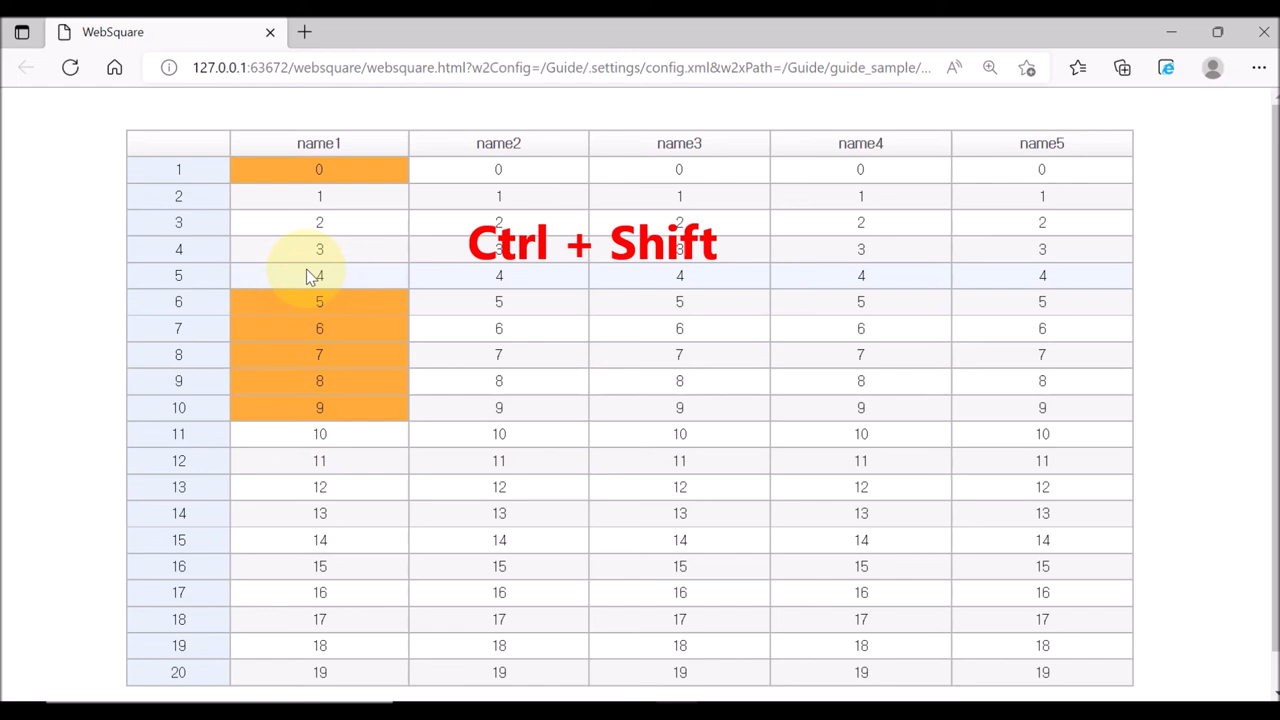 WebSquare
127.0.0.1:63672/websquare/websquare.html?w2Config=/Guide/.settings/config.xml&w2xPath=/Guide/guide_sample/...
name1 name2 name3 name4 name5
1 0 0 0 0 0
2 1 1 1 1 1
3 2 2 2 2 2
Ctrl + Shift
4 3 3 3 3 3
5 4 4 4 4 4
6 5 5 5 5 5
7 6 6 6 6 6
8 7 7 7 7 7
9 8 8 8 8 8
10 9 9 9 9 9
11 10 10 10 10 10
12 11 11 11 11 11
13 12 12 12 12 12
14 13 13 13 13 13
15 14 14 14 14 14
16 15 15 15 15 15
17 16 16 16 16 16
18 17 17 17 17 17
19 18 18 18 18 18
20 19 19 19 19 19